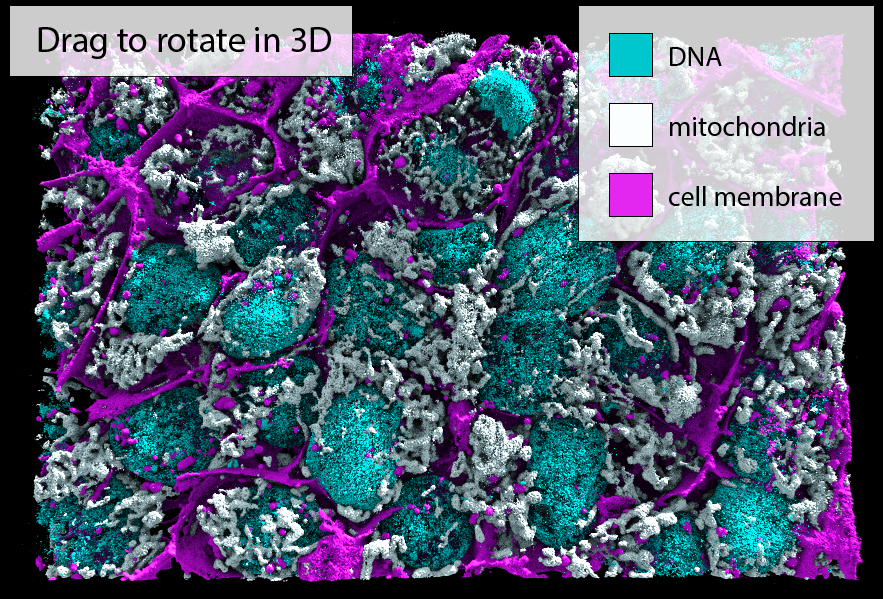 Drag to rotate in 3D
DNA
mitochondria
cell membrane